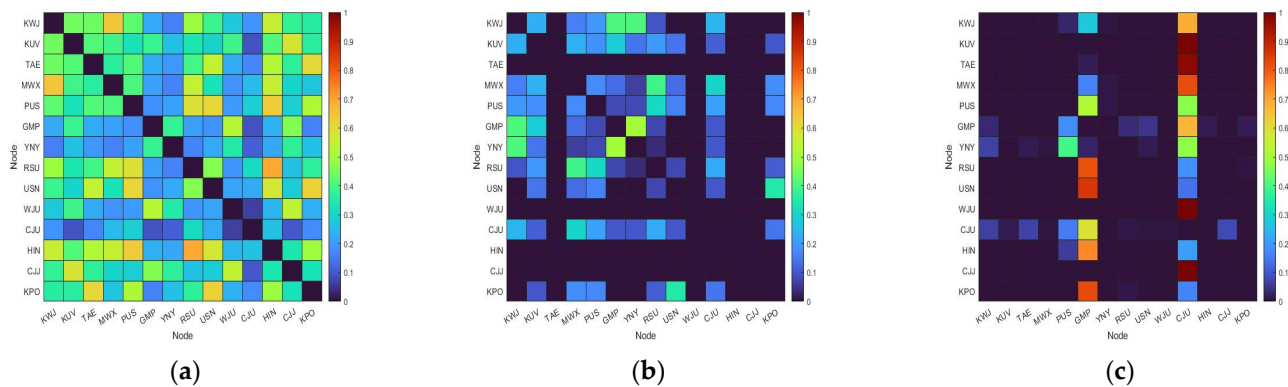 KWJ
KUV
TAE
MWX
PUS
GMP
YNY
RSU
USN
WJU
CJU
HIN
CJJ
KPO
Node
KWJ KUV TAE MWX PUS GMP YNY RSU USN WJU CJU HIN CJJ KPO
Node
1
0.9
0.8
0.7
0.6
0.5
0.4
0.3
0.2
0.1
0
(a)
KWJ
KUV
TAE
MWX
PUS
GMP
YNY
RSU
USN
WJU
CJU
HIN
CJJ
KPO
Node
KWJ KUV TAE MWX PUS GMP YNY RSU USN WJU CJU HIN CJJ KPO
Node
1
0.9
0.8
0.7
0.6
0.5
0.4
0.3
0.2
0.1
0
(b)
KWJ
KUV
TAE
MWX
PUS
GMP
YNY
RSU
USN
WJU
CJU
HIN
CJJ
KPO
Node
KWJ KUV TAE MWX PUS GMP YNY RSU USN WJU CJU HIN CJJ KPO
Node
1
0.9
0.8
0.7
0.6
0.5
0.4
0.3
0.2
0.1
0
(c)